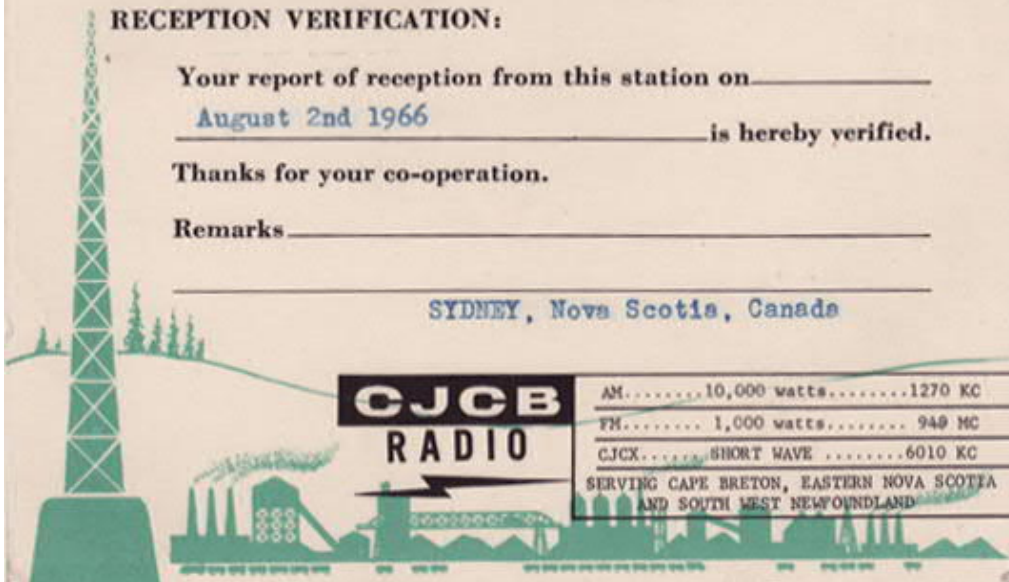 RECEPTION VERIFICATION:
Your report of reception from this station on
August 2nd 1966
is hereby verified.
Thanks for your co-operation.
Remarks
SYDNEY, Nova Scotia, Canada
CJCB
RADIO
AM........10,000 watts........1270 KC
FM........ 1,000 watts........ 949 MC
CJCX......SHORT WAVE ........6010 KC
SERVING CAPE BRETON, EASTERN NOVA SCOTIA
AND SOUTH WEST NEWFOUNDLAND